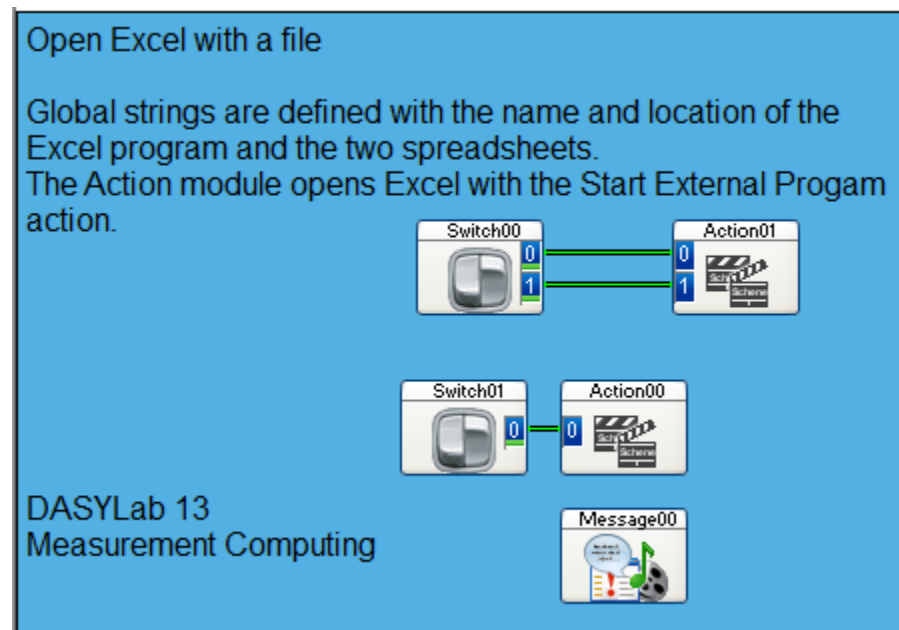 Open Excel with a file
Global strings are defined with the name and location of the
Excel program and the two spreadsheets.
The Action module opens Excel with the Start External Progam
action.
Switch00
Action01
0
0
1
1
Switch01
Action00
0
0
DASYLab 13
Measurement Computing
Message00